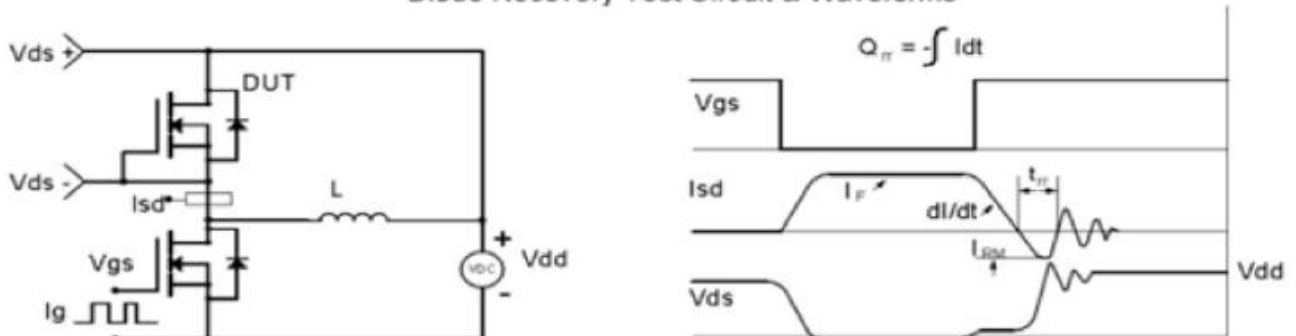 Diode Recovery Test Circuit & Waveforms
Vds +
DUT
Vds -
Isd
L
Vgs
Ig
VDC
+
-
Vdd
Qrr = -∫ Idt
Vgs
Isd
IF
dI/dt
trr
IRM
Vds
Vdd